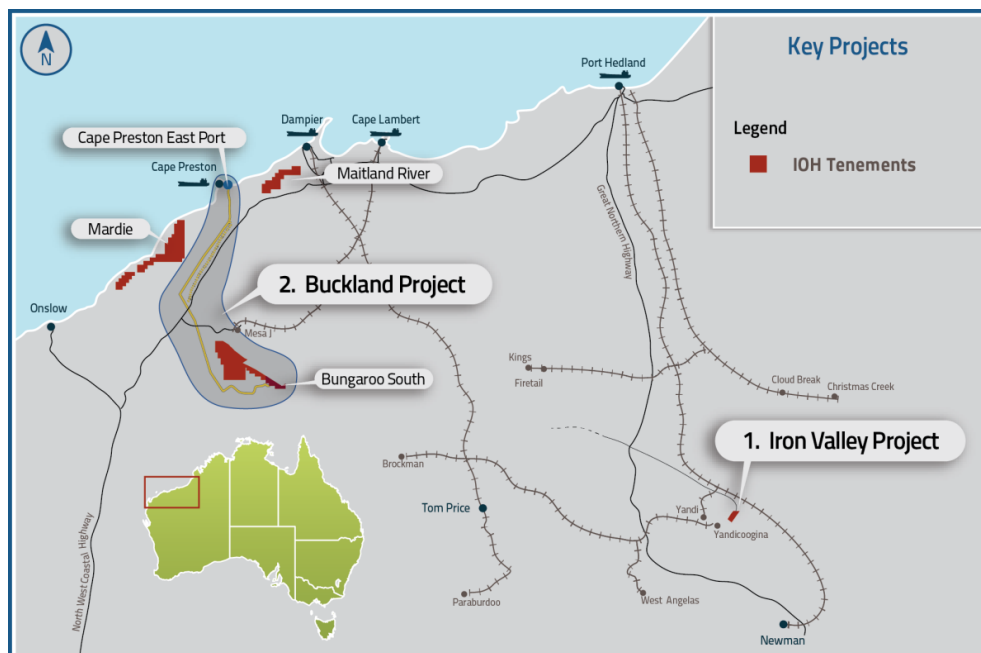 N
Key Projects
Legend
IOH Tenements
Port Hedland
Dampier
Cape Lambert
Cape Preston East Port
Cape Preston
Maitland River
Mardie
Great Northern Highway
2. Buckland Project
Onslow
Mesa J
Bungaroo South
Kings
Firetail
Cloud Break
Christmas Creek
1. Iron Valley Project
Brockman
Tom Price
Yandi
Yandicoogina
North West Coastal Highway
Paraburdoo
West Angelas
Newman